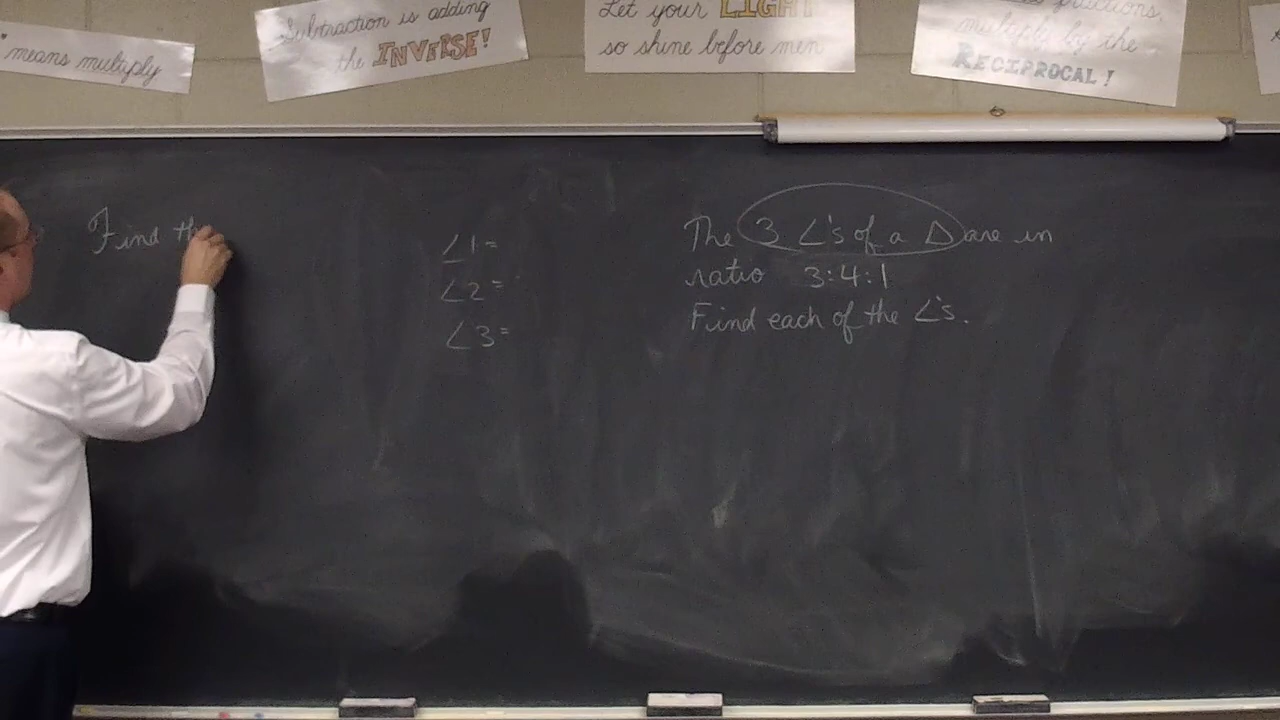 " means multiply
Subtraction is adding
the INVERSE!
Let your LIGHT
so shine before men
fractions,
multiply by the
RECIPROCAL!
Find the
∠1=
∠2=
∠3=
The 3 ∠'s of a △ are in
ratio 3:4:1
Find each of the ∠'s.